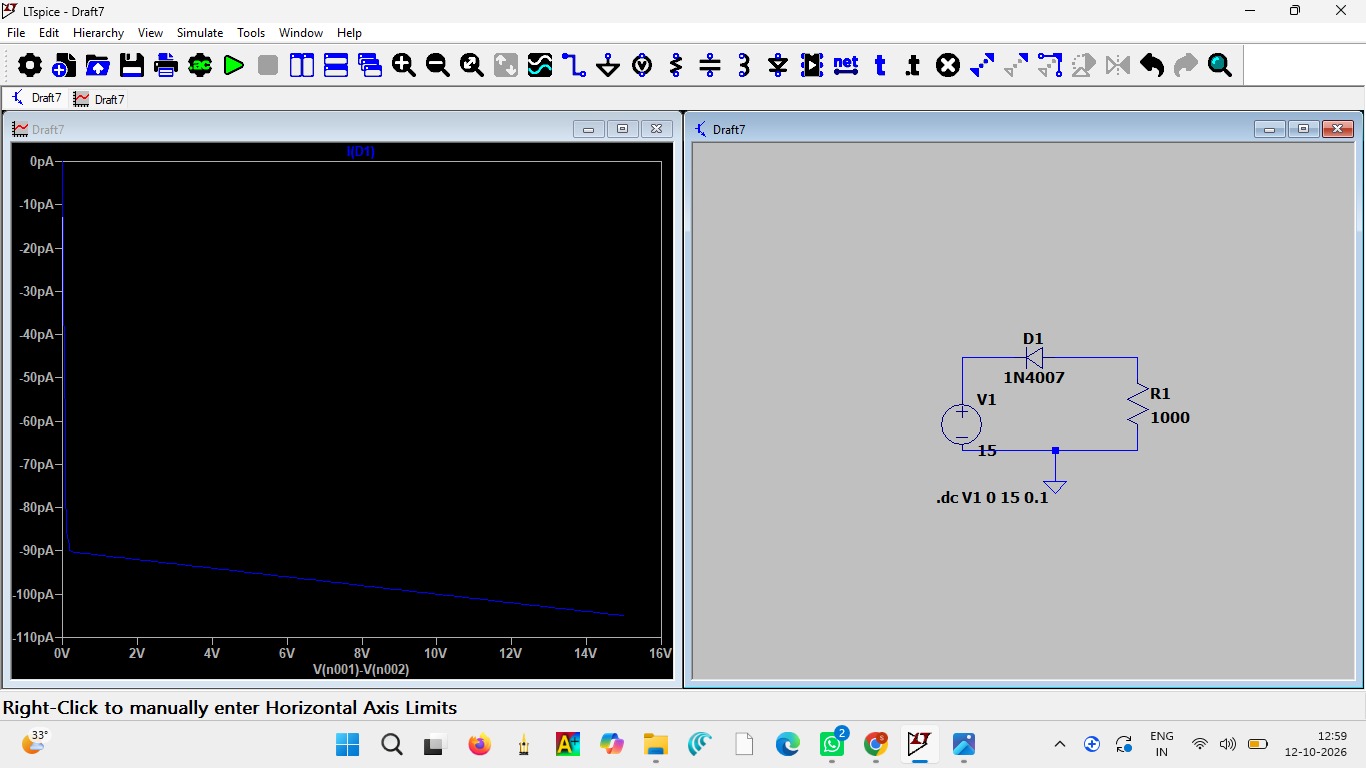 LTspice - Draft7
File Edit Hierarchy View Simulate Tools Window Help
.ac net t .t
Draft7 Draft7
Draft7
I(D1)
0pA
-10pA
-20pA
-30pA
-40pA
-50pA
-60pA
-70pA
-80pA
-90pA
-100pA
-110pA
0V 2V 4V 6V 8V 10V 12V 14V 16V
V(n001)-V(n002)
Draft7
D1
1N4007
V1
R1
1000
15
.dc V1 0 15 0.1
Right-Click to manually enter Horizontal Axis Limits
33°
2
ENG
IN
12:59
12-10-2026